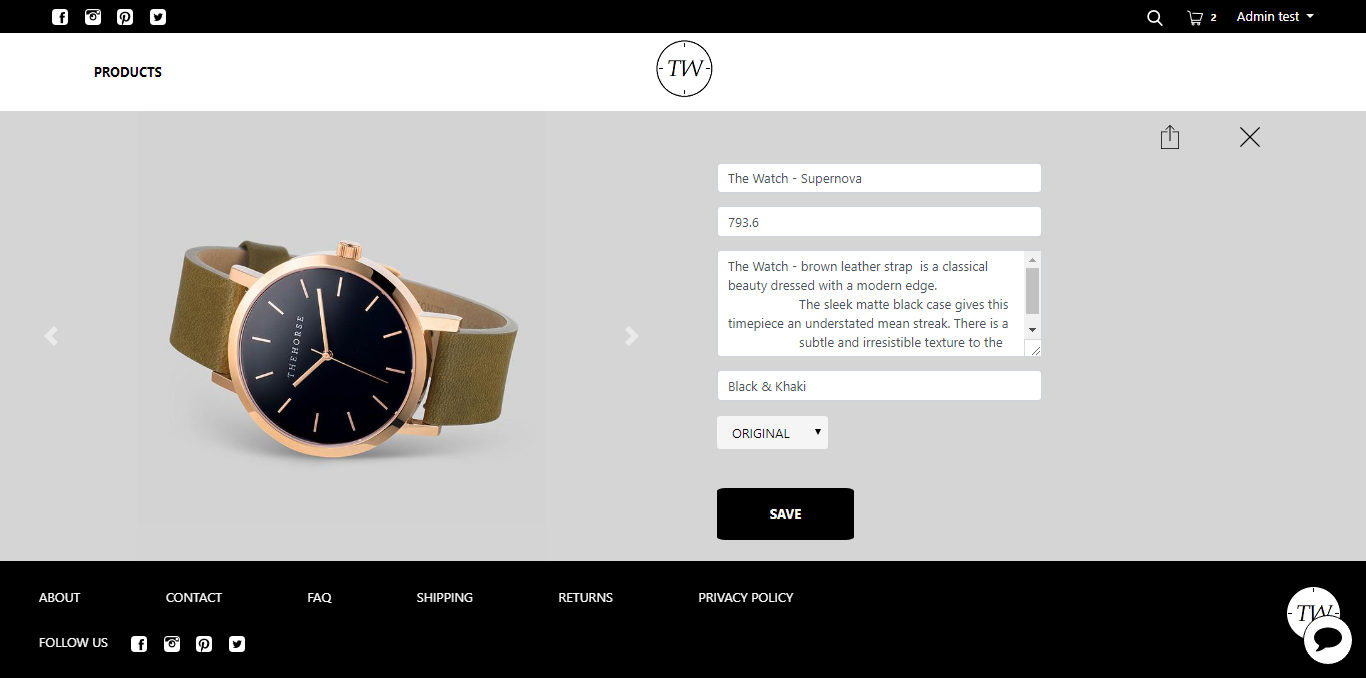 2
Admin test
PRODUCTS
TW
The Watch - Supernova
793.6
The Watch - brown leather strap  is a classical
beauty dressed with a modern edge.
The sleek matte black case gives this
timepiece an understated mean streak. There is a
subtle and irresistible texture to the
THEHORSE
Black & Khaki
ORIGINAL
SAVE
ABOUT
CONTACT
FAQ
SHIPPING
RETURNS
PRIVACY POLICY
TW
FOLLOW US